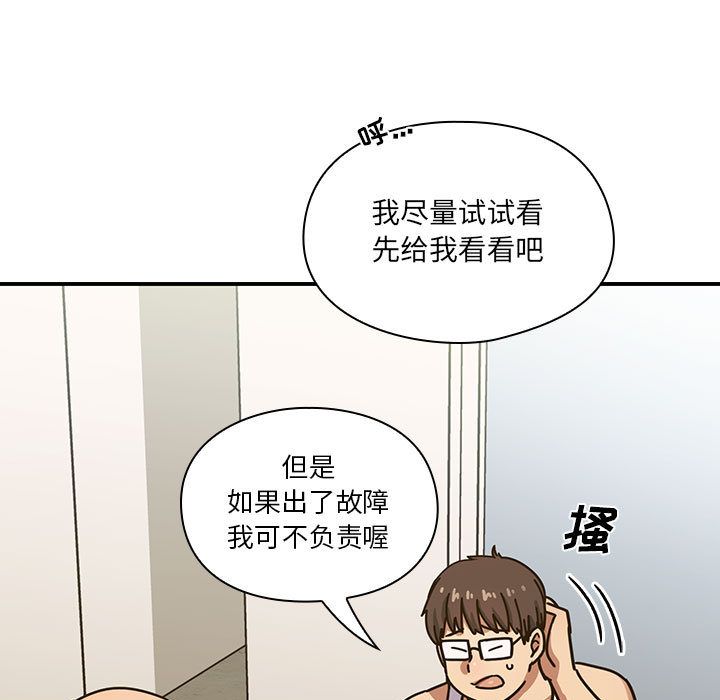 呼...
我尽量试试看
先给我看看吧
但是
如果出了故障
我可不负责喔
搔